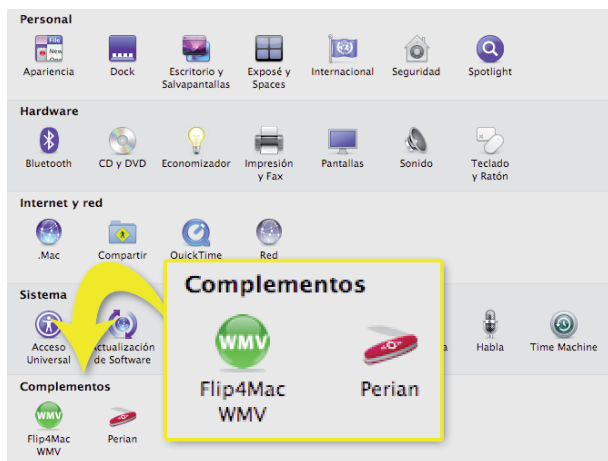 Personal
Apariencia
Dock
Escritorio y
Salvapantallas
Exposé y
Spaces
Internacional
Seguridad
Spotlight
Hardware
Bluetooth
CD y DVD
Economizador
Impresión
y Fax
Pantallas
Sonido
Teclado
y Ratón
Internet y red
.Mac
Compartir
QuickTime
Red
Sistema
Acceso
Universal
Actualización
de Software
Habla
Time Machine
Complementos
WMV
Flip4Mac
WMV
Perian
Complementos
WMV
Flip4Mac
WMV
Perian